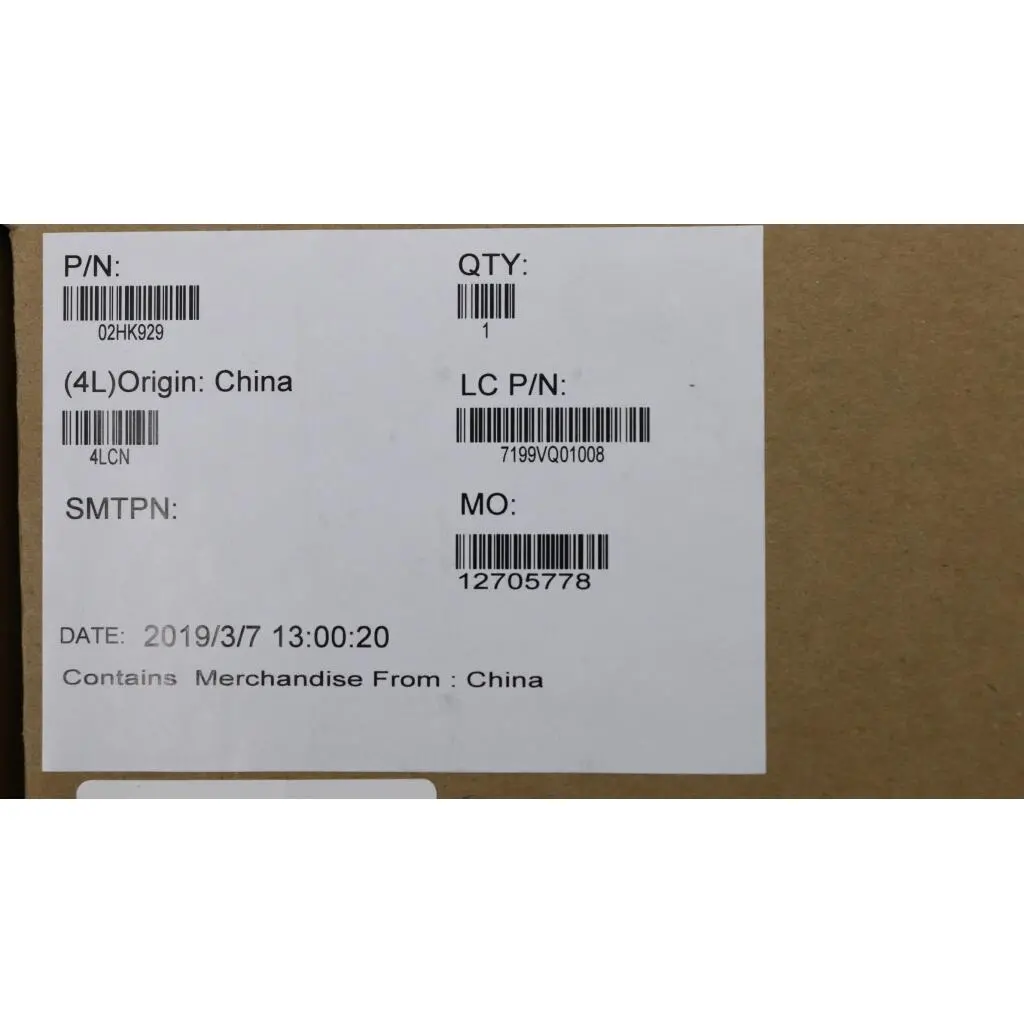 P/N:
02HK929
QTY:
1
(4L)Origin: China
4LCN
LC P/N:
7199VQ01008
SMTPN:
MO:
12705778
DATE: 2019/3/7 13:00:20
Contains Merchandise From : China